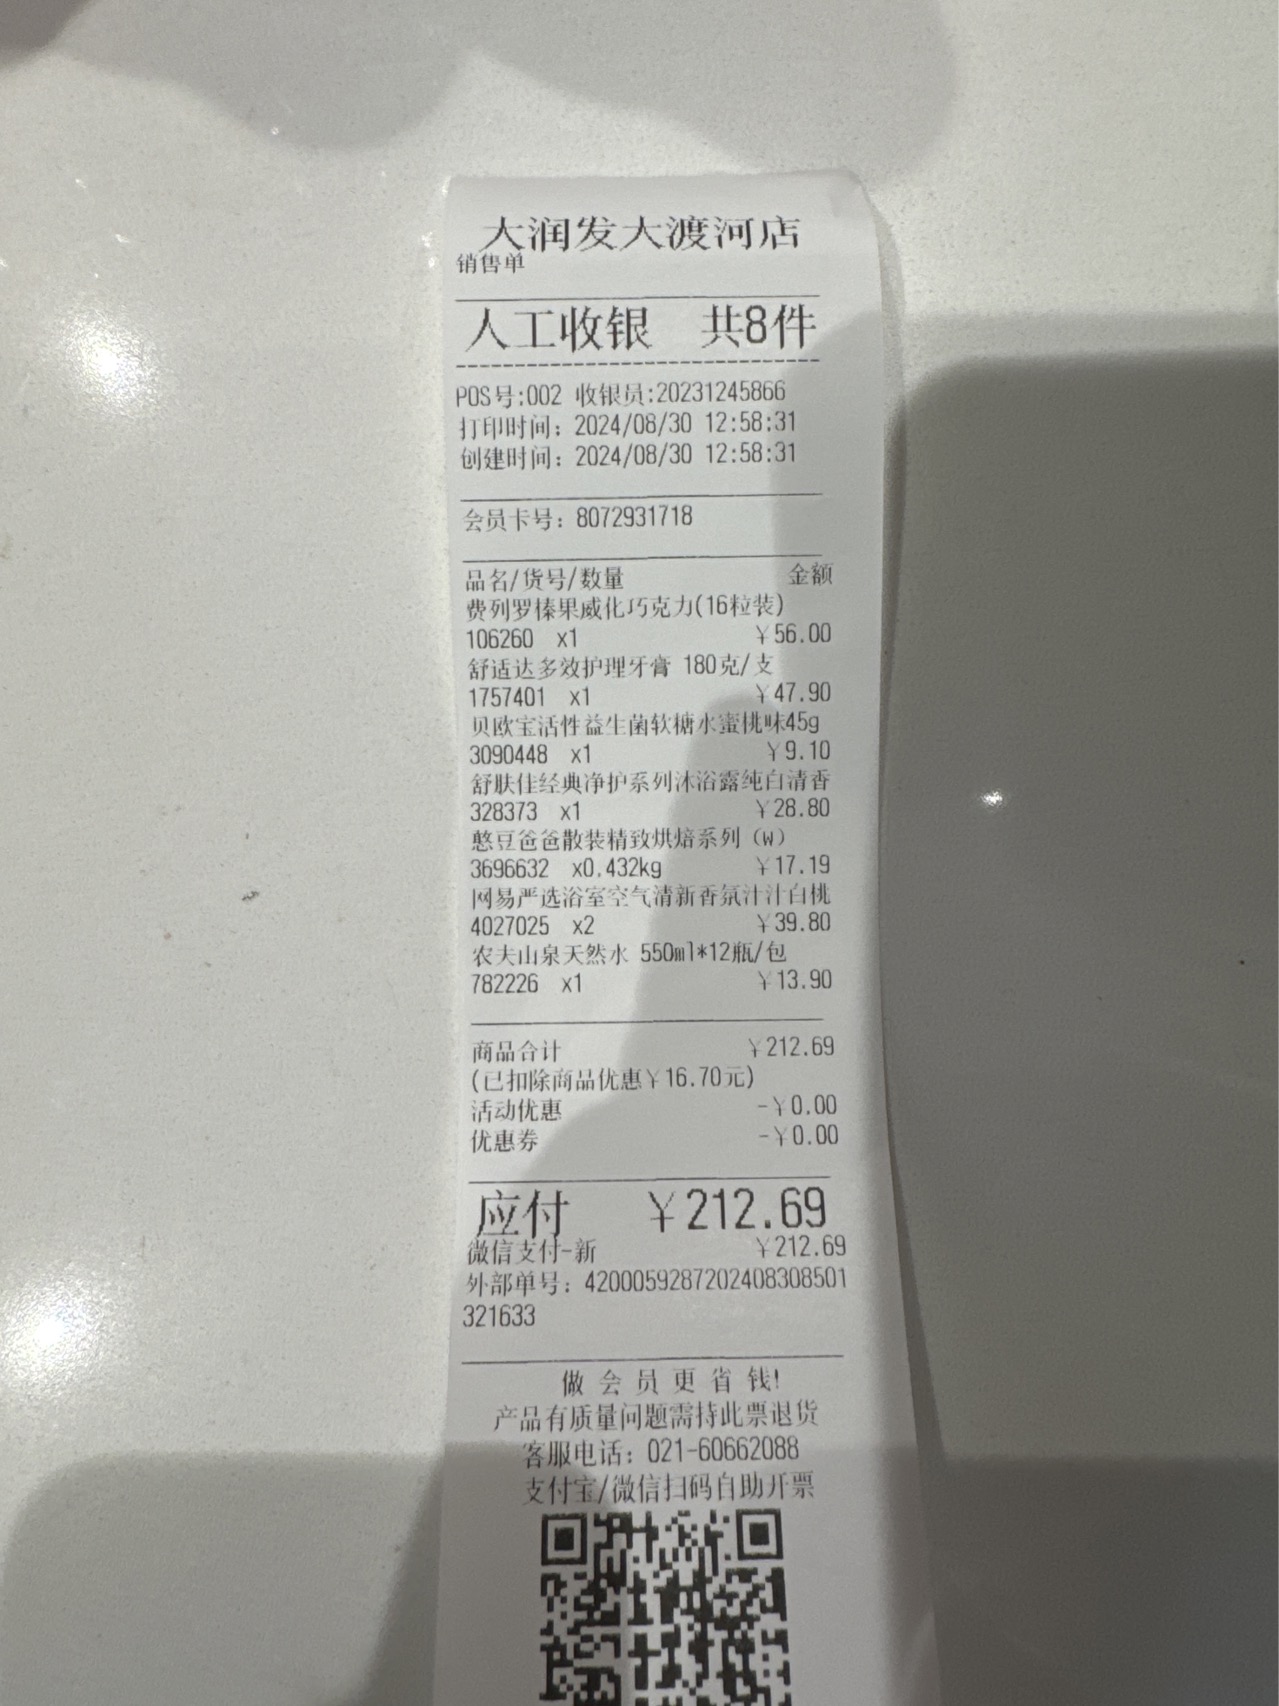 大润发大渡河店
销售单
人工收银 共8件
POS号:002 收银员:20231245866
打印时间：2024/08/30 12:58:31
创建时间：2024/08/30 12:58:31
会员卡号：8072931718
品名/货号/数量 金额
费列罗榛果威化巧克力(16粒装)
106260 x1 ￥56.00
舒适达多效护理牙膏 180克/支
1757401 x1 ￥47.90
贝欧宝活性益生菌软糖水蜜桃味45g
3090448 x1 ￥9.10
舒肤佳经典净护系列沐浴露纯白清香
328373 x1 ￥28.80
憨豆爸爸散装精致烘焙系列（W）
3696632 x0.432kg ￥17.19
网易严选浴室空气清新香氛汁汁白桃
4027025 x2 ￥39.80
农夫山泉天然水 550ml*12瓶/包
782226 x1 ￥13.90
商品合计 ￥212.69
(已扣除商品优惠￥16.70元)
活动优惠 -￥0.00
优惠券 -￥0.00
应付 ￥212.69
微信支付-新 ￥212.69
外部单号：4200059287202408308501
321633
做会员更省钱!
产品有质量问题需持此票退货
客服电话：021-60662088
支付宝/微信扫码自助开票